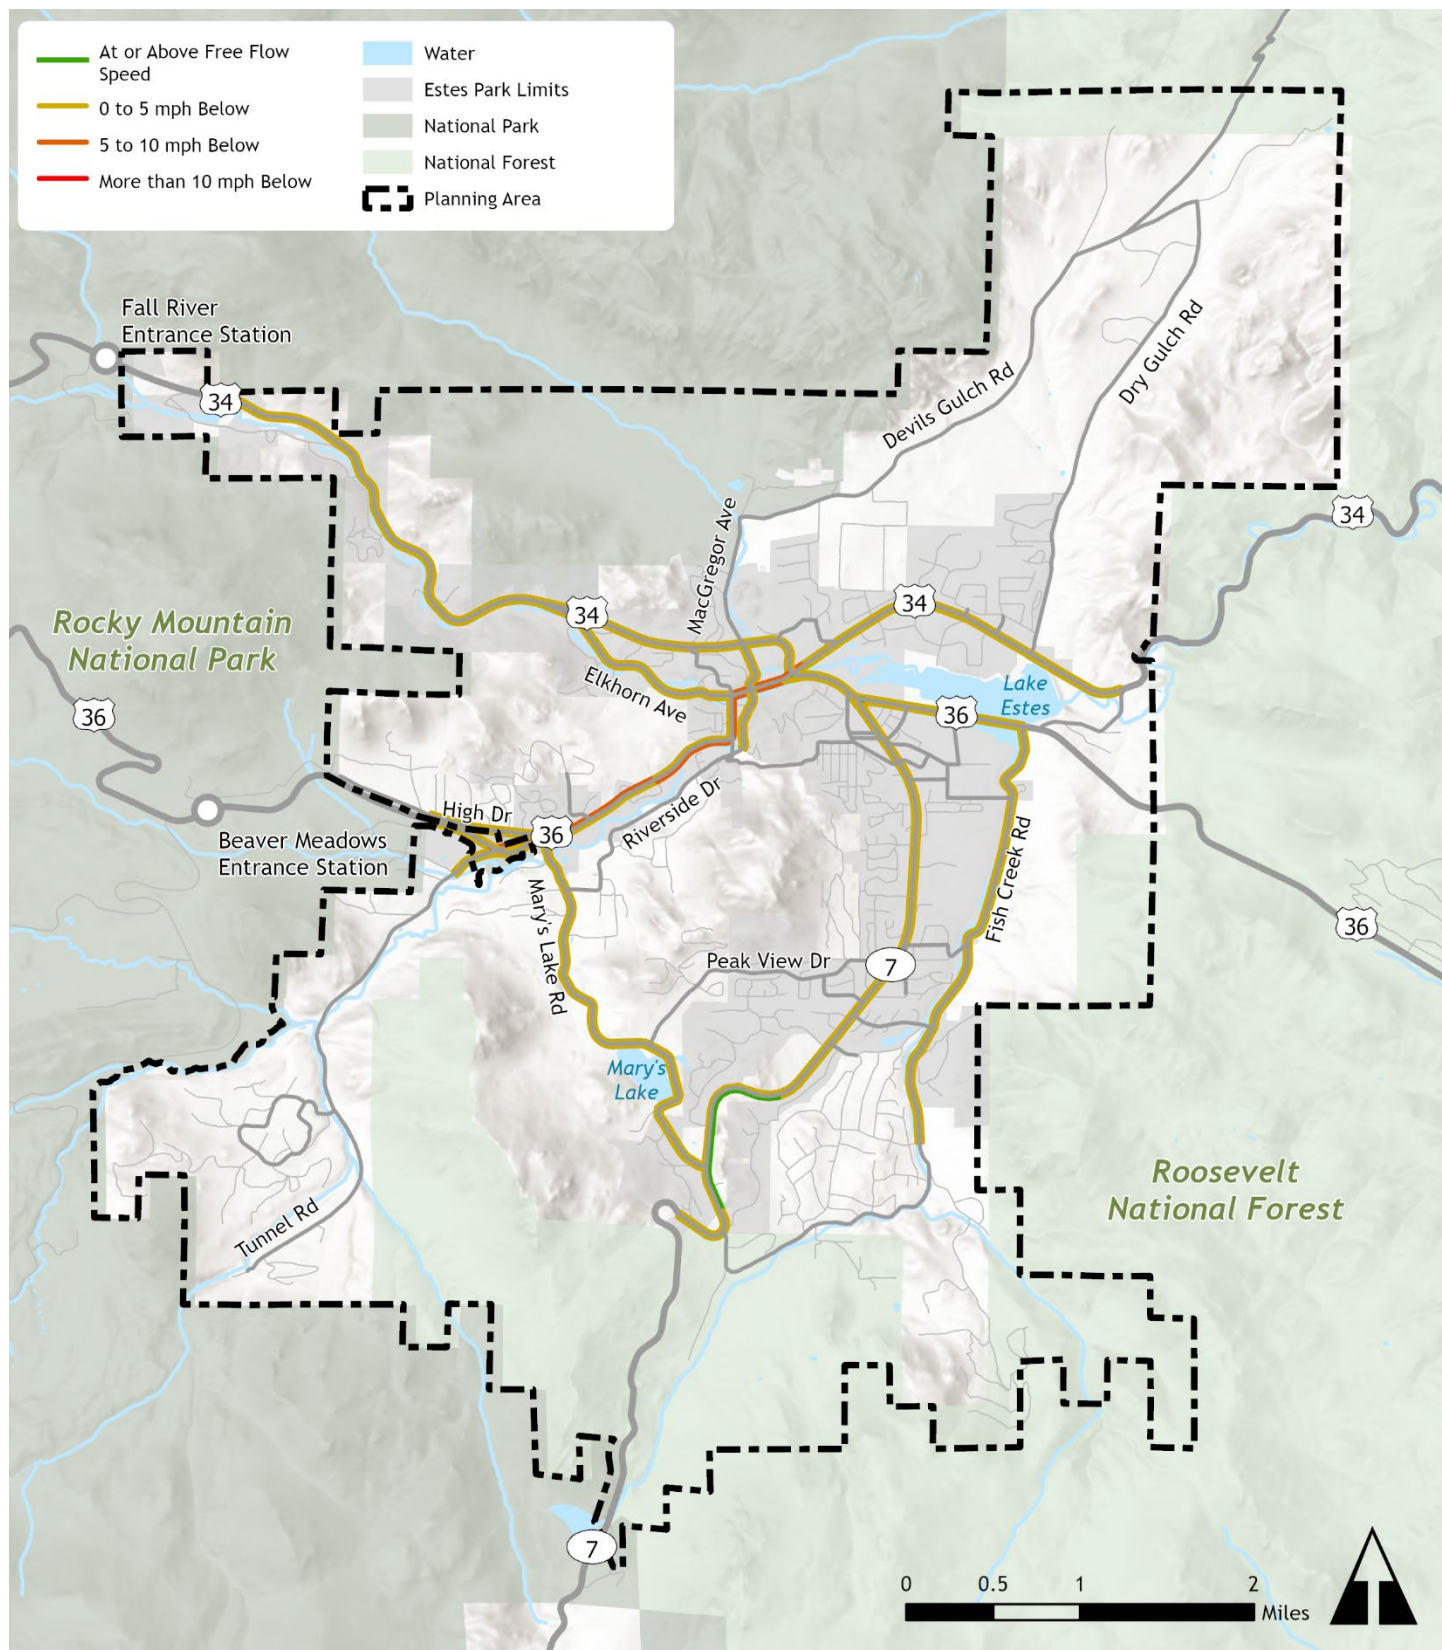 At or Above Free Flow
Speed
0 to 5 mph Below
5 to 10 mph Below
More than 10 mph Below
Water
Estes Park Limits
National Park
National Forest
Planning Area
Fall River
Entrance Station
34
Devils Gulch Rd
Dry Gulch Rd
MacGregor Ave
34
Rocky Mountain
National Park
34
34
Elkhorn Ave
Lake
Estes
36
36
High Dr
36
Riverside Dr
Beaver Meadows
Entrance Station
Mary's Lake Rd
Fish Creek Rd
36
Peak View Dr
7
Mary's
Lake
Roosevelt
National Forest
Tunnel Rd
7
0
0.5
1
2
Miles